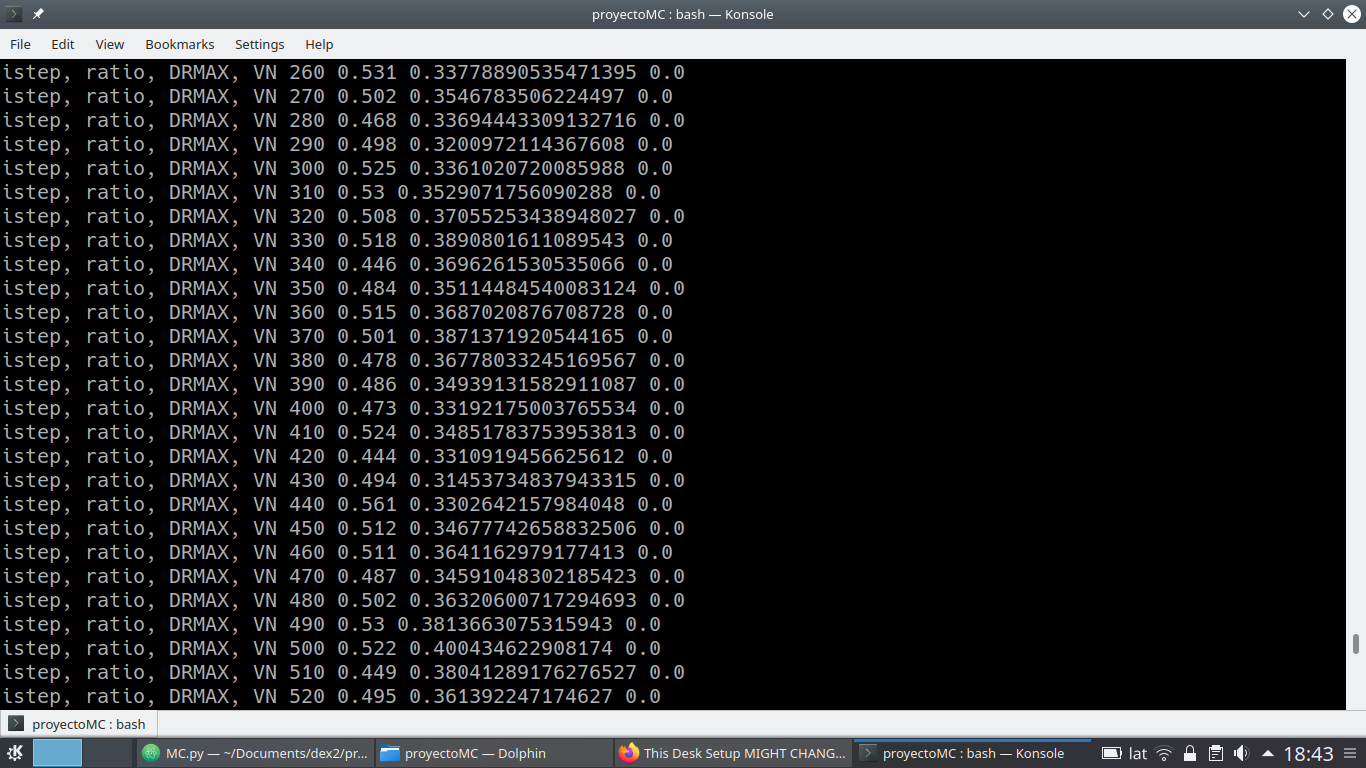 proyectoMC : bash — Konsole
File Edit View Bookmarks Settings Help
istep, ratio, DRMAX, VN 260 0.531 0.33778890535471395 0.0
istep, ratio, DRMAX, VN 270 0.502 0.3546783506224497 0.0
istep, ratio, DRMAX, VN 280 0.468 0.33694443309132716 0.0
istep, ratio, DRMAX, VN 290 0.498 0.32009721143676​08 0.0
istep, ratio, DRMAX, VN 300 0.525 0.3361020720085988 0.0
istep, ratio, DRMAX, VN 310 0.53 0.3529071756090288 0.0
istep, ratio, DRMAX, VN 320 0.508 0.37055253438948027 0.0
istep, ratio, DRMAX, VN 330 0.518 0.3890801611089543 0.0
istep, ratio, DRMAX, VN 340 0.446 0.3696261530535066 0.0
istep, ratio, DRMAX, VN 350 0.484 0.35114484540083124 0.0
istep, ratio, DRMAX, VN 360 0.515 0.3687020876708728 0.0
istep, ratio, DRMAX, VN 370 0.501 0.3871371920544165 0.0
istep, ratio, DRMAX, VN 380 0.478 0.36778033245169567 0.0
istep, ratio, DRMAX, VN 390 0.486 0.34939131582911087 0.0
istep, ratio, DRMAX, VN 400 0.473 0.33192175003765534 0.0
istep, ratio, DRMAX, VN 410 0.524 0.34851783753953813 0.0
istep, ratio, DRMAX, VN 420 0.444 0.3310919456625612 0.0
istep, ratio, DRMAX, VN 430 0.494 0.31453734837943315 0.0
istep, ratio, DRMAX, VN 440 0.561 0.3302642157984048 0.0
istep, ratio, DRMAX, VN 450 0.512 0.34677742658832506 0.0
istep, ratio, DRMAX, VN 460 0.511 0.3641162979177413 0.0
istep, ratio, DRMAX, VN 470 0.487 0.34591048302185423 0.0
istep, ratio, DRMAX, VN 480 0.502 0.36320600717294693 0.0
istep, ratio, DRMAX, VN 490 0.53 0.3813663075315943 0.0
istep, ratio, DRMAX, VN 500 0.522 0.400434622908174 0.0
istep, ratio, DRMAX, VN 510 0.449 0.38041289176276527 0.0
istep, ratio, DRMAX, VN 520 0.495 0.361392247174627 0.0
proyectoMC : bash
MC.py — ~/Documents/dex2/pr... proyectoMC — Dolphin This Desk Setup MIGHT CHANG... proyectoMC : bash — Konsole lat 18:43